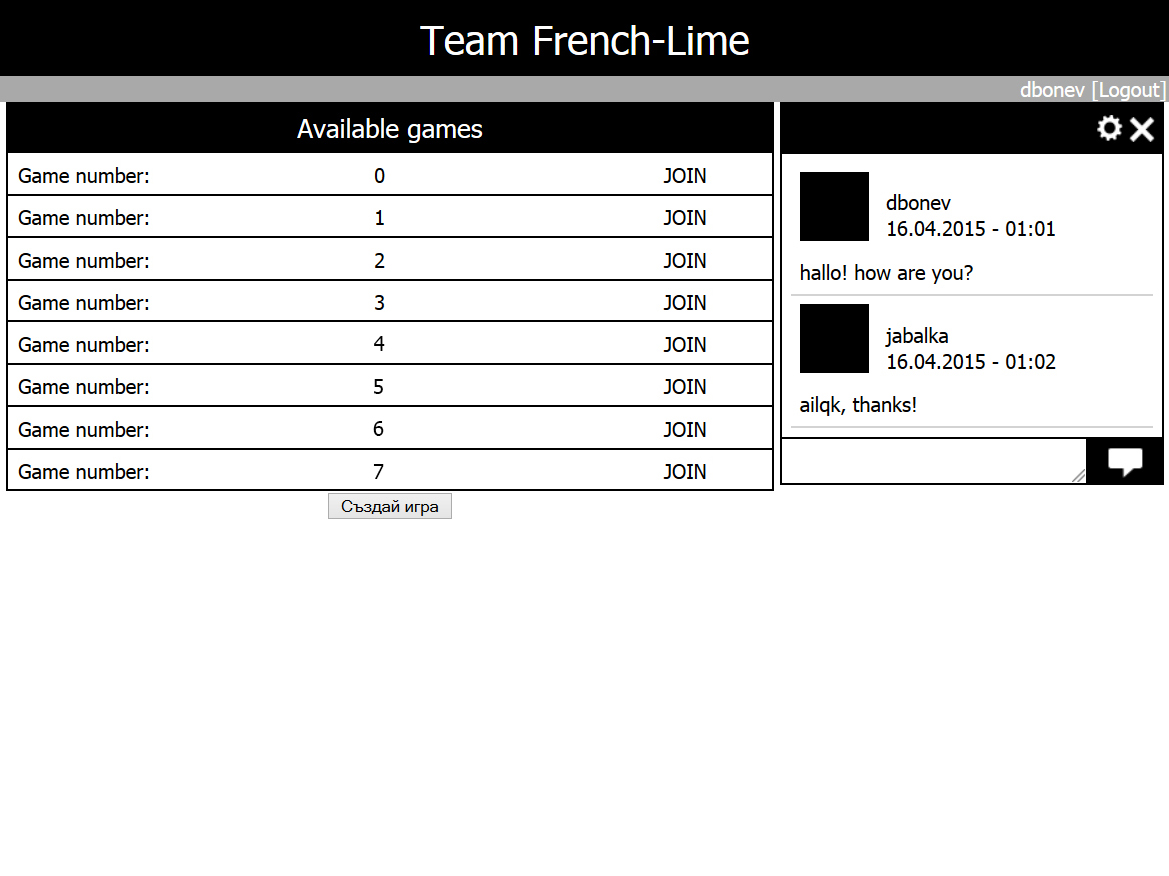 Team French-Lime
dbonev [Logout]
Available games
Game number: 0 JOIN
Game number: 1 JOIN
Game number: 2 JOIN
Game number: 3 JOIN
Game number: 4 JOIN
Game number: 5 JOIN
Game number: 6 JOIN
Game number: 7 JOIN
Създай игра
dbonev
16.04.2015 - 01:01
hallo! how are you?
jabalka
16.04.2015 - 01:02
ailqk, thanks!